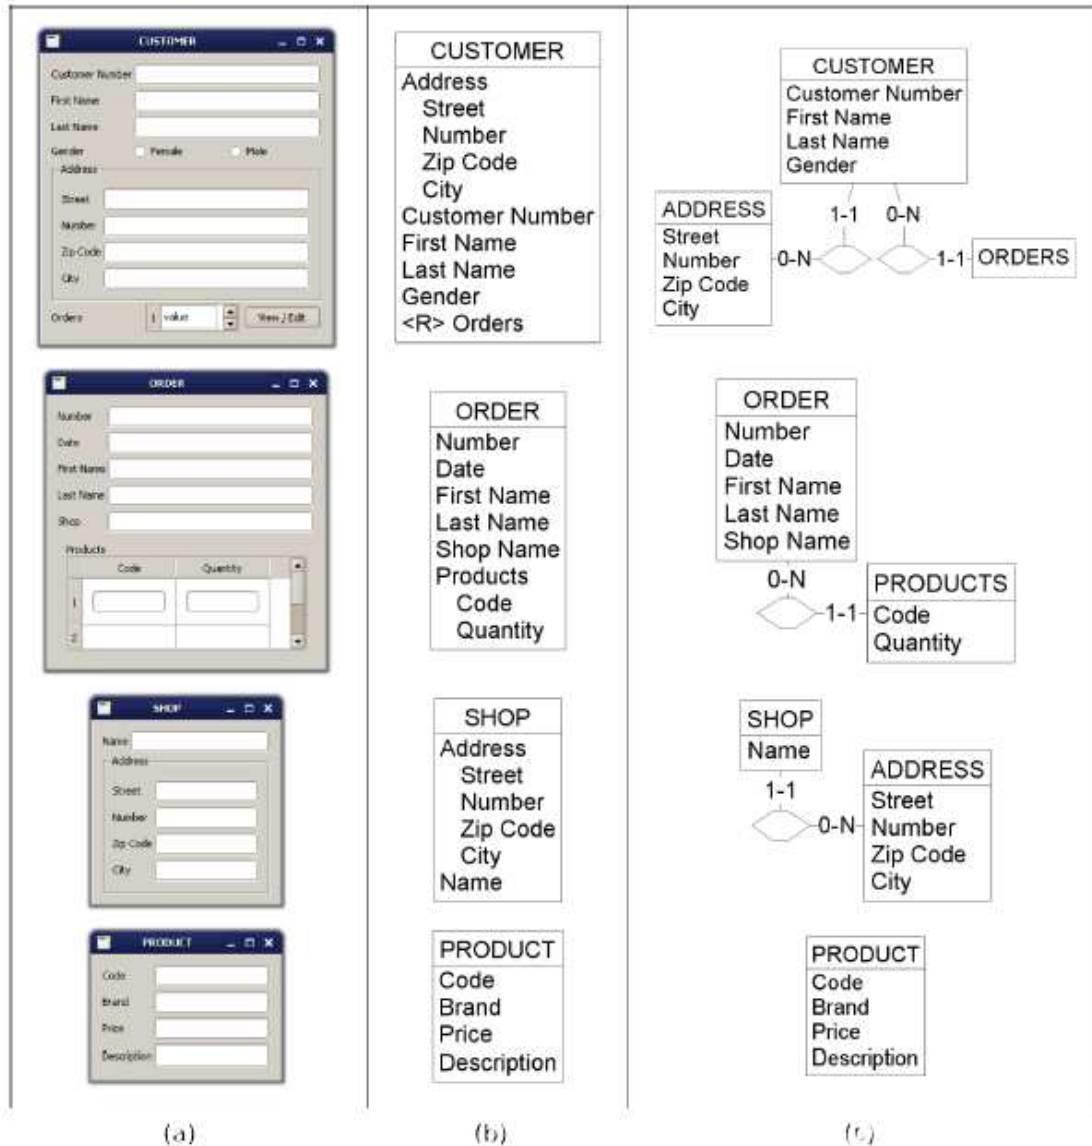 CUSTOMER
Customer Number
First Name
Last Name
Gender Female Male
Address
Street
Number
Zip Code
City
Orders 1 value View / Edit
ORDER
Number
Date
First Name
Last Name
Shop
Products
Code Quantity
1
2
SHOP
Name
Address
Street
Number
Zip Code
City
PRODUCT
Code
Brand
Price
Description
(a)
CUSTOMER
Address
Street
Number
Zip Code
City
Customer Number
First Name
Last Name
Gender
<R> Orders
ORDER
Number
Date
First Name
Last Name
Shop Name
Products
Code
Quantity
SHOP
Address
Street
Number
Zip Code
City
Name
PRODUCT
Code
Brand
Price
Description
(b)
CUSTOMER
Customer Number
First Name
Last Name
Gender
1-1 0-N
ADDRESS
Street
Number
Zip Code
City
0-N
1-1 ORDERS
ORDER
Number
Date
First Name
Last Name
Shop Name
0-N
1-1
PRODUCTS
Code
Quantity
SHOP
Name
1-1
0-N
ADDRESS
Street
Number
Zip Code
City
PRODUCT
Code
Brand
Price
Description
(c)